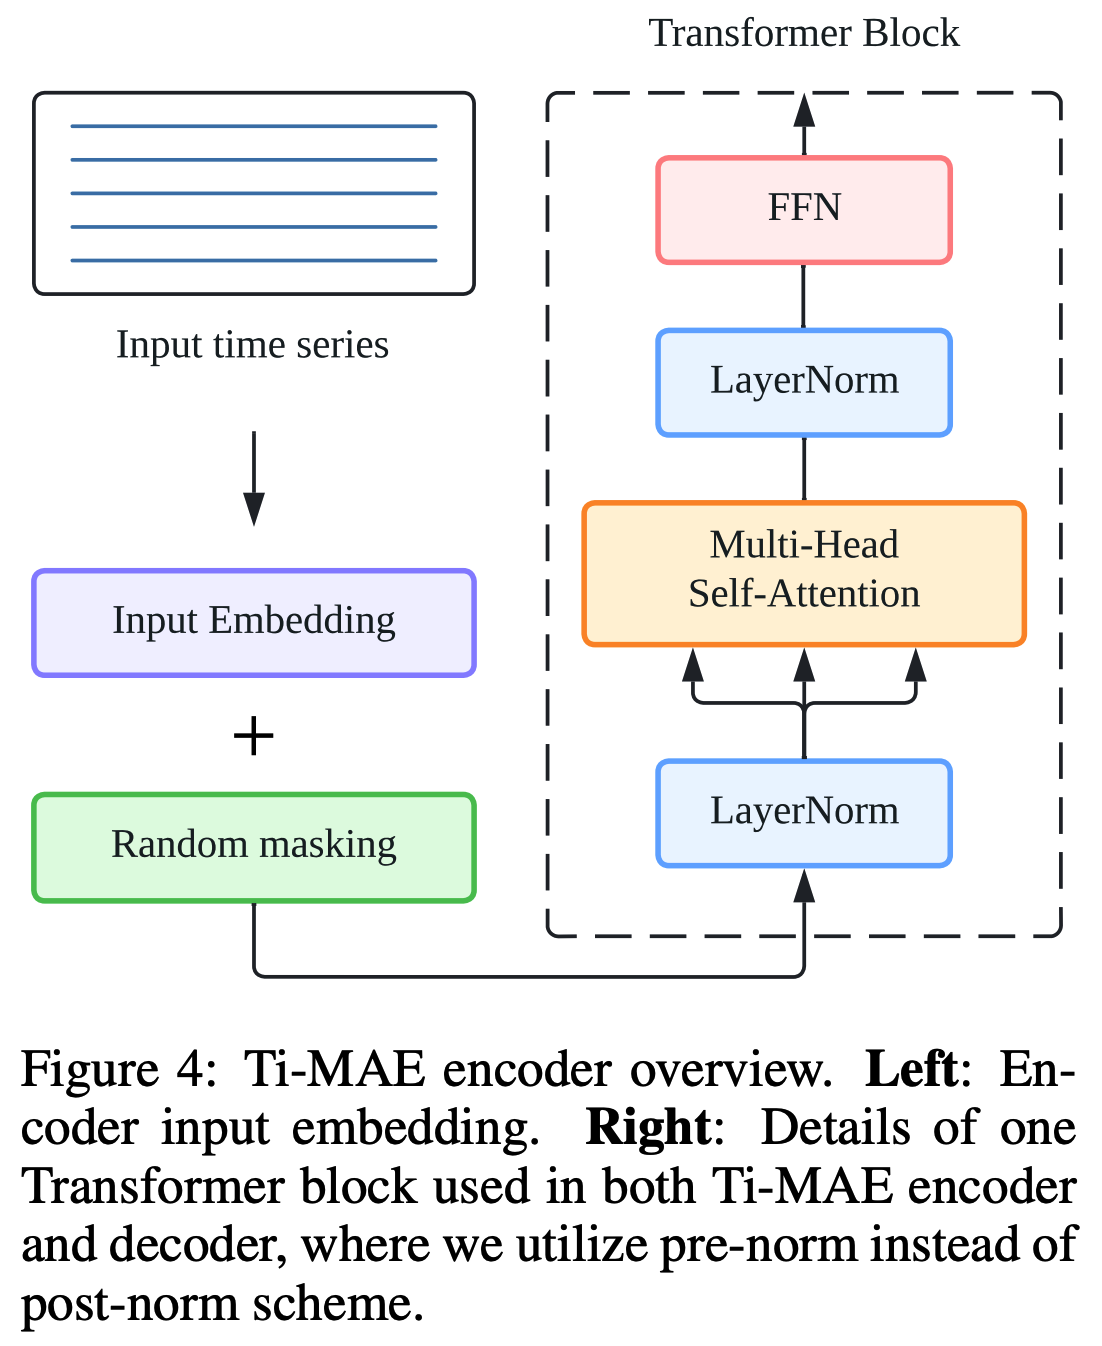 Transformer Block
Input time series
Input Embedding
+
Random masking
FFN
LayerNorm
Multi-Head
Self-Attention
LayerNorm
Figure 4: Ti-MAE encoder overview. Left: En-
coder input embedding. Right: Details of one
Transformer block used in both Ti-MAE encoder
and decoder, where we utilize pre-norm instead of
post-norm scheme.